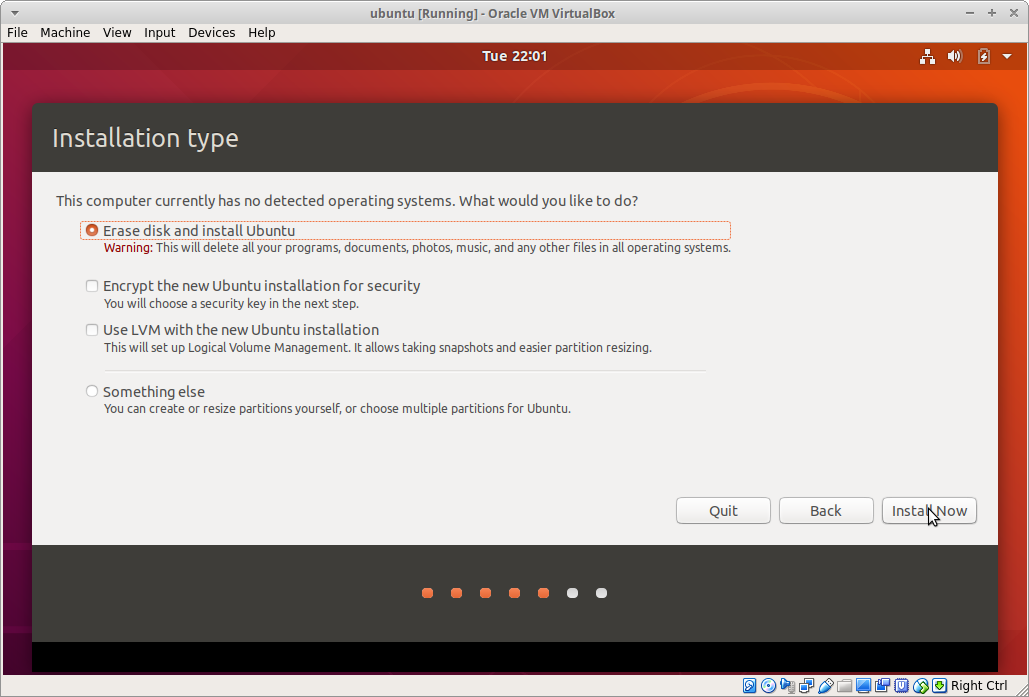 ubuntu [Running] - Oracle VM VirtualBox
File Machine View Input Devices Help
Tue 22:01
Installation type
This computer currently has no detected operating systems. What would you like to do?
Erase disk and install Ubuntu
Warning: This will delete all your programs, documents, photos, music, and any other files in all operating systems.
Encrypt the new Ubuntu installation for security
You will choose a security key in the next step.
Use LVM with the new Ubuntu installation
This will set up Logical Volume Management. It allows taking snapshots and easier partition resizing.
Something else
You can create or resize partitions yourself, or choose multiple partitions for Ubuntu.
Quit Back Install Now
Right Ctrl